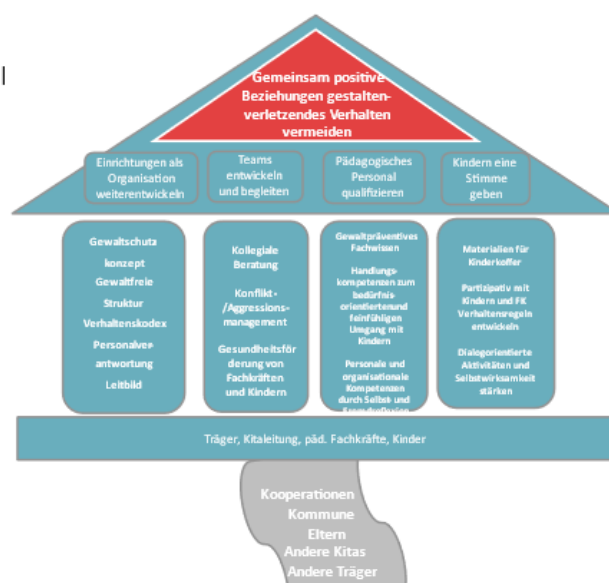 l
Gemeinsam positive
Beziehungen gestalten-
verletzendes Verhalten
vermeiden
Einrichtungen als
Organisation
weiterentwickeln
Teams
entwickeln
und begleiten
Pädagogisches
Personal
qualifizieren
Kindern eine
Stimme
geben
Gewaltschutz
konzept
Gewaltfreie
Struktur
Verhaltenskodex
Personalver-
antwortung
Leitbild
Kollegiale
Beratung
Konflikt-
/Aggressions-
management
Gesundheitsför
derung von
Fachkräften
und Kindern
Gewaltpräventives
Fachwissen
Handlungs-
kompetenzen zum
bedürfnis-
orientierten und
feinfühligen
Umgang mit
Kindern
Personale und
organisationale
Kompetenzen
durch Selbst- und
Fremdreflexion
Materialien für
Kinderkoffer
Partizipativ mit
Kindern und FK
Verhaltensregeln
entwickeln
Dialogorientierte
Aktivitäten und
Selbstwirksamkeit
stärken
Träger, Kitaleitung, päd. Fachkräfte, Kinder
Kooperationen
Kommune
Eltern
Andere Kitas
Andere Träger